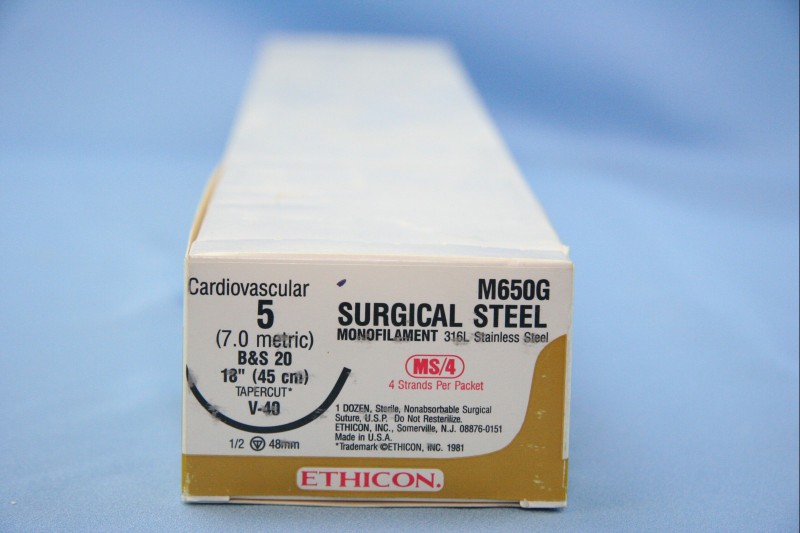 Cardiovascular
5
(7.0 metric)
B&S 20
18" (45 cm)
TAPERCUT*
V-40
1/2 48mm
M650G
SURGICAL STEEL
MONOFILAMENT 316L Stainless Steel
MS/4
4 Strands Per Packet
1 DOZEN, Sterile, Nonabsorbable Surgical
Suture, U.S.P. Do Not Resterilize.
ETHICON, INC., Somerville, N.J. 08876-0151
Made in U.S.A.
*Trademark ©ETHICON, INC. 1981
ETHICON.